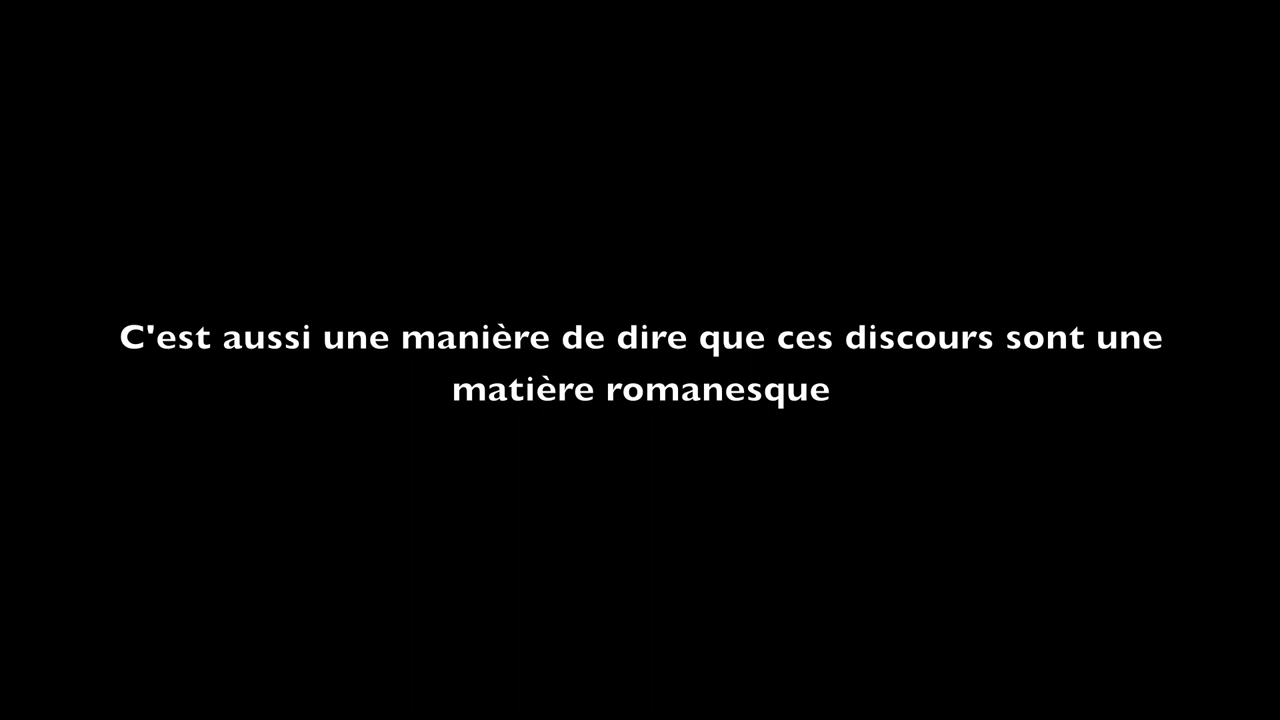 C'est aussi une manière de dire que ces discours sont une
matière romanesque